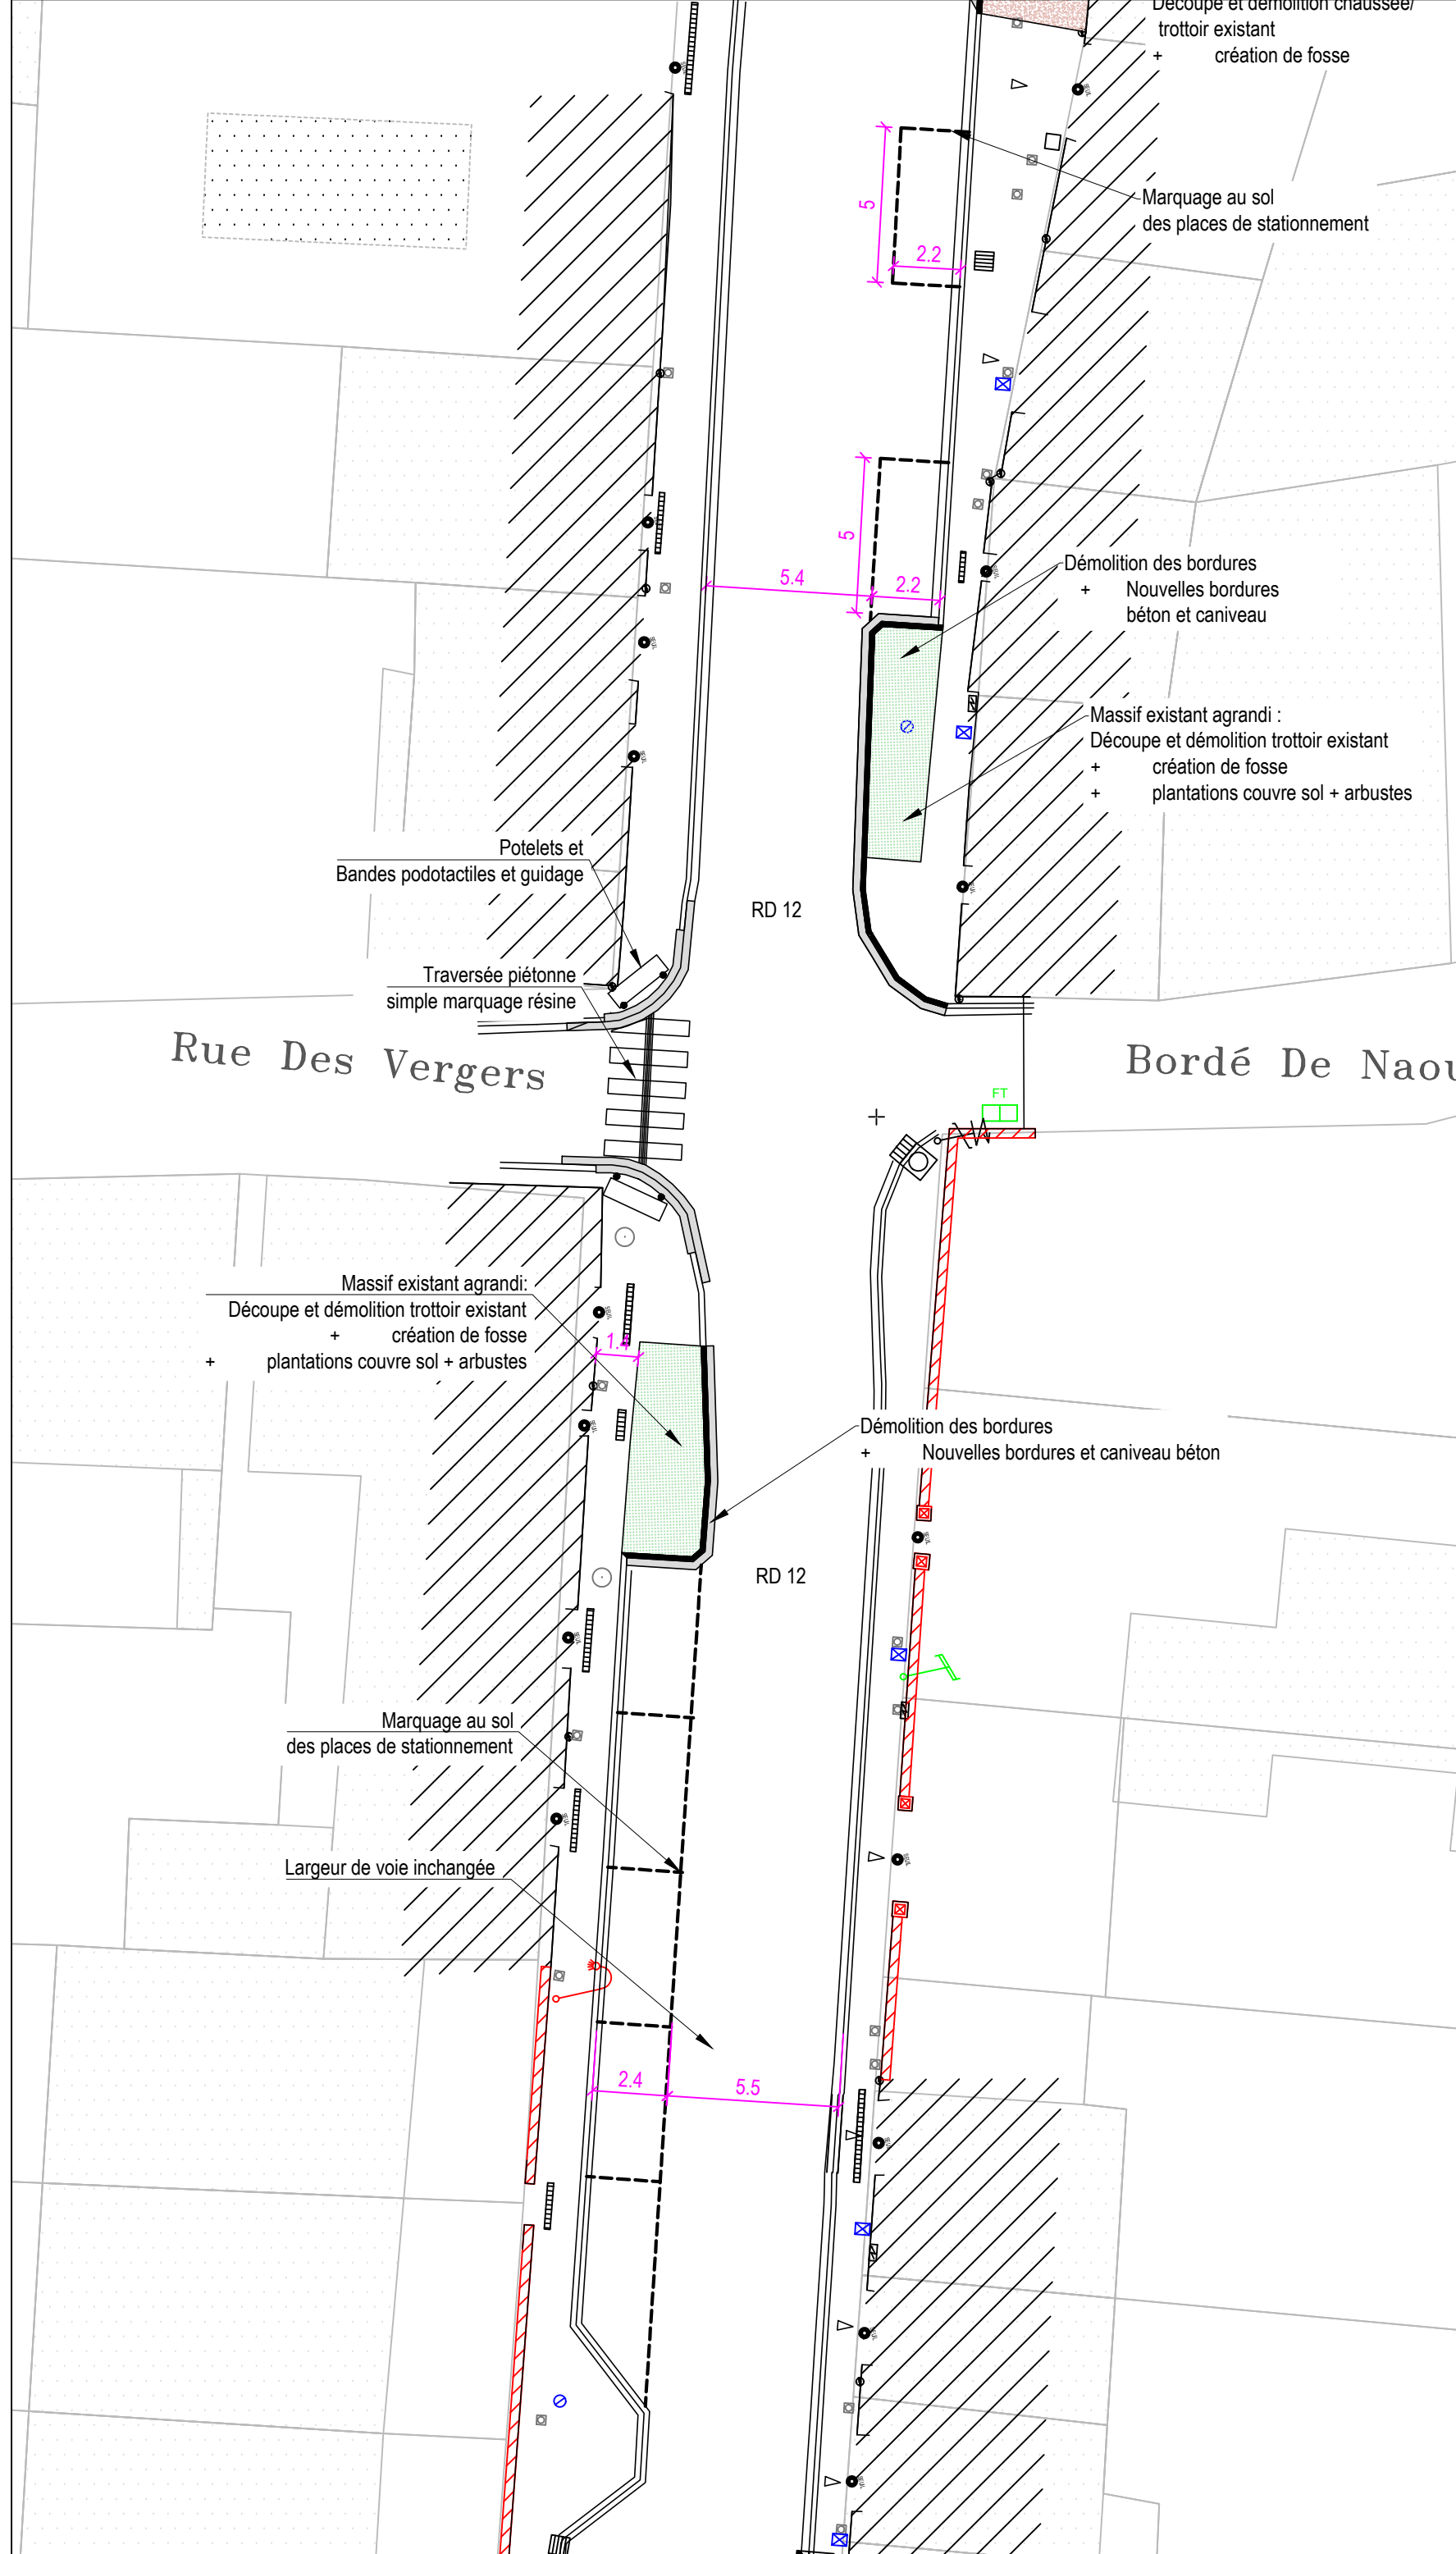 Découpe et démolition chaussée/
trottoir existant
+ création de fosse
Marquage au sol
des places de stationnement
5
2.2
5
5.4
2.2
Démolition des bordures
+ Nouvelles bordures
béton et caniveau
Massif existant agrandi :
Découpe et démolition trottoir existant
+ création de fosse
+ plantations couvre sol + arbustes
Potelets et
Bandes podotactiles et guidage
RD 12
Traversée piétonne
simple marquage résine
Rue Des Vergers
Bordé De Naou
FT
Massif existant agrandi:
Découpe et démolition trottoir existant
+ création de fosse
+ plantations couvre sol + arbustes
1.4
Démolition des bordures
+ Nouvelles bordures et caniveau béton
RD 12
Marquage au sol
des places de stationnement
Largeur de voie inchangée
2.4
5.5